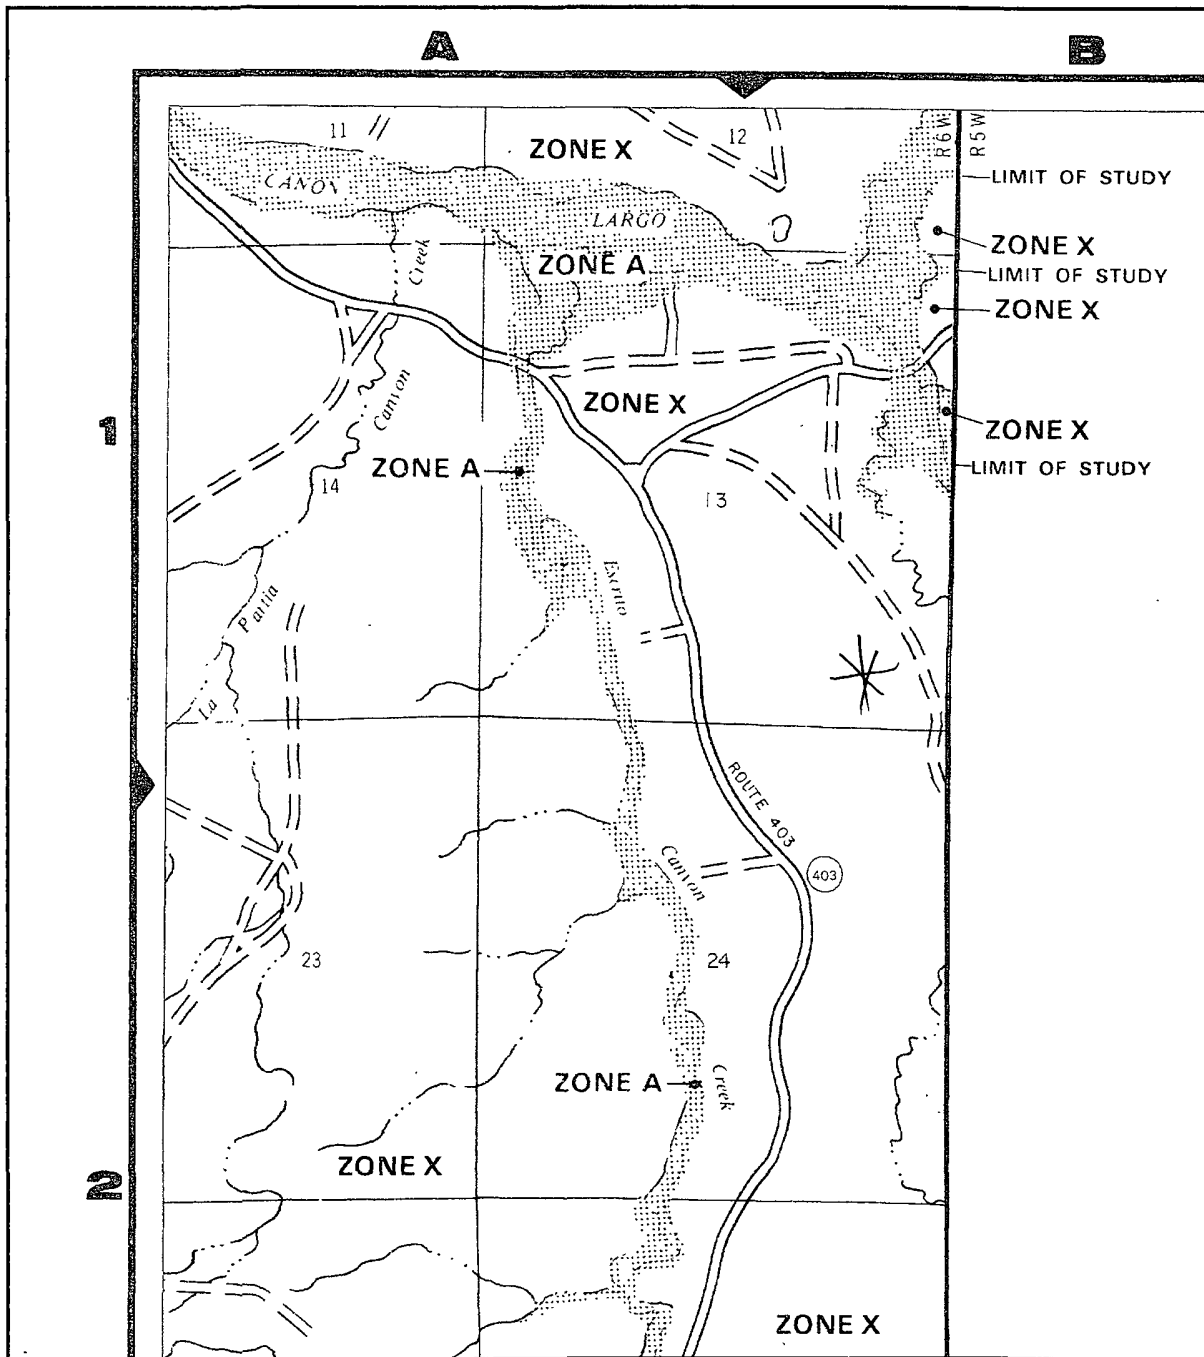 A
B
11
12
R6W
R5W
ZONE X
CANON
LARGO
LIMIT OF STUDY
ZONE X
Creek
ZONE A
LIMIT OF STUDY
ZONE X
ZONE X
1
Canyon
ZONE X
ZONE A
LIMIT OF STUDY
14
13
Escrito
La
ROUTE 403
Canyon
403
23
24
ZONE A
Creek
2
ZONE X
ZONE X